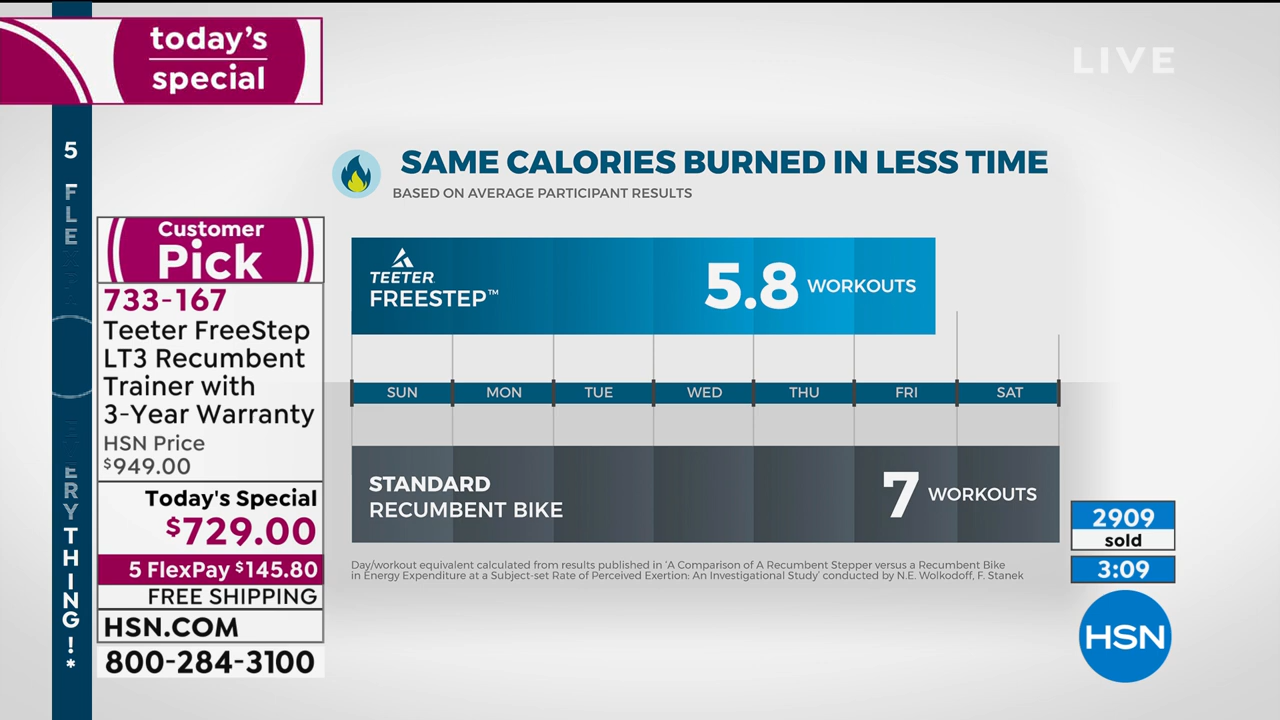 today's
special
LIVE
5
FLE
ERYTHING!*
SAME CALORIES BURNED IN LESS TIME
BASED ON AVERAGE PARTICIPANT RESULTS
Customer
Pick
733-167
Teeter FreeStep
LT3 Recumbent
Trainer with
3-Year Warranty
HSN Price
$949.00
Today's Special
$729.00
5 FlexPay $145.80
FREE SHIPPING
HSN.COM
800-284-3100
TEETER
FREESTEP™
5.8 WORKOUTS
SUN MON TUE WED THU FRI SAT
STANDARD
RECUMBENT BIKE
7 WORKOUTS
Day/workout equivalent calculated from results published in 'A Comparison of A Recumbent Stepper versus a Recumbent Bike
in Energy Expenditure at a Subject-set Rate of Perceived Exertion: An Investigational Study' conducted by N.E. Wolkodoff, F. Stanek
2909
sold
3:09
HSN